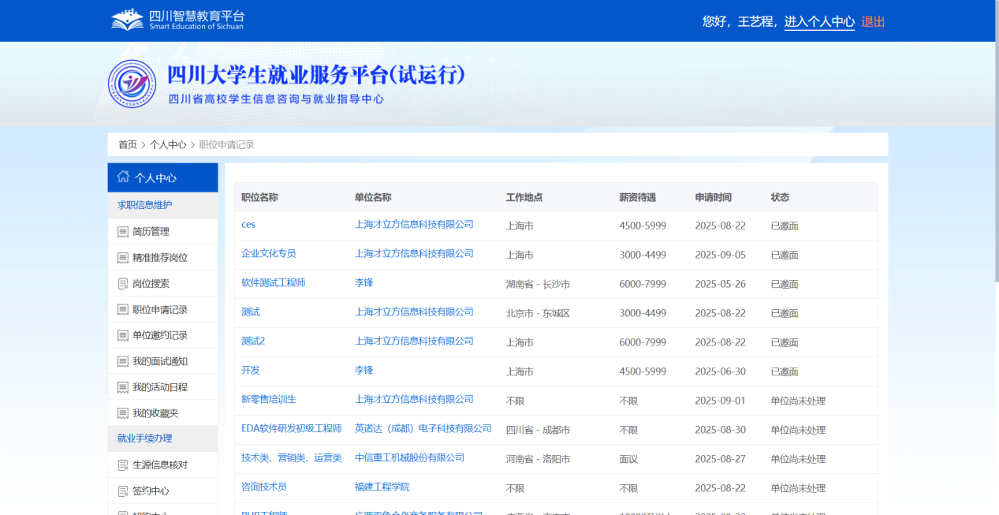 四川智慧教育平台
Smart Education of Sichuan
您好，王艺程，进入个人中心 退出
四川大学生就业服务平台(试运行)
四川省高校学生信息咨询与就业指导中心
首页 > 个人中心 > 职位申请记录
个人中心
求职信息维护
简历管理
精准推荐岗位
岗位搜索
职位申请记录
单位邀约记录
我的面试通知
我的活动日程
我的收藏夹
就业手续办理
生源信息核对
签约中心
职位名称 单位名称 工作地点 薪资待遇 申请时间 状态
ces 上海才立方信息科技有限公司 上海市 4500-5999 2025-08-22 已邀面
企业文化专员 上海才立方信息科技有限公司 上海市 3000-4499 2025-09-05 已邀面
软件测试工程师 李锋 湖南省 - 长沙市 6000-7999 2025-05-26 已邀面
测试 上海才立方信息科技有限公司 北京市 - 东城区 3000-4499 2025-08-22 已邀面
测试2 上海才立方信息科技有限公司 上海市 6000-7999 2025-08-22 已邀面
开发 李锋 上海市 4500-5999 2025-06-30 已邀面
新零售培训生 上海才立方信息科技有限公司 不限 不限 2025-09-01 单位尚未处理
EDA软件研发初级工程师 英诺达（成都）电子科技有限公司 四川省 - 成都市 不限 2025-08-30 单位尚未处理
技术类、营销类、运营类 中信重工机械股份有限公司 河南省 - 洛阳市 面议 2025-08-27 单位尚未处理
咨询技术员 福建工程学院 不限 不限 2025-08-22 单位尚未处理